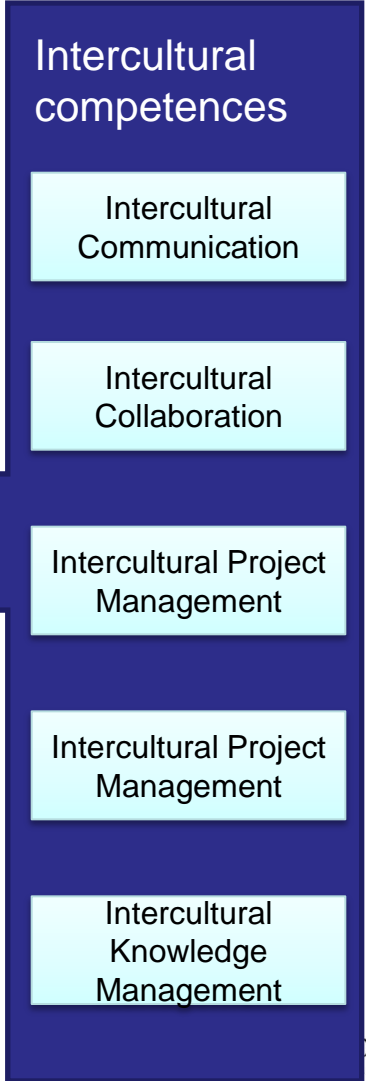 Intercultural
competences
Intercultural
Communication
Intercultural
Collaboration
Intercultural Project
Management
Intercultural Project
Management
Intercultural
Knowledge
Management